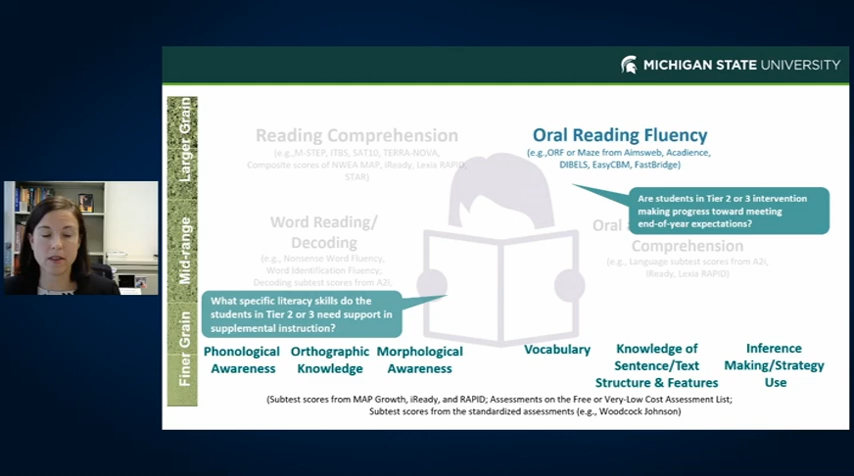 MICHIGAN STATE UNIVERSITY
Larger Grain
Mid-range
Finer Grain
Reading Comprehension
(e.g.,M-STEP, ITBS, SAT10, TERRA-NOVA,
Composite scores of NWEA MAP, iReady, Lexia RAPID,
STAR)
Oral Reading Fluency
(e.g.,ORF or Maze from Aimsweb, Acadience,
DIBELS, EasyCBM, FastBridge)
Are students in Tier 2 or 3 intervention
making progress toward meeting
end-of-year expectations?
Word Reading/
Decoding
(e.g., Nonsense Word Fluency,
Word Identification Fluency;
Decoding subtest scores from A2i,
Oral
Comprehension
(e.g., Language subtest scores from A2i,
iReady, Lexia RAPID)
What specific literacy skills do the
students in Tier 2 or 3 need support in
supplemental instruction?
Phonological
Awareness
Orthographic
Knowledge
Morphological
Awareness
Vocabulary
Knowledge of
Sentence/Text
Structure & Features
Inference
Making/Strategy
Use
(Subtest scores from MAP Growth, iReady, and RAPID; Assessments on the Free or Very-Low Cost Assessment List;
Subtest scores from the standardized assessments (e.g., Woodcock Johnson)